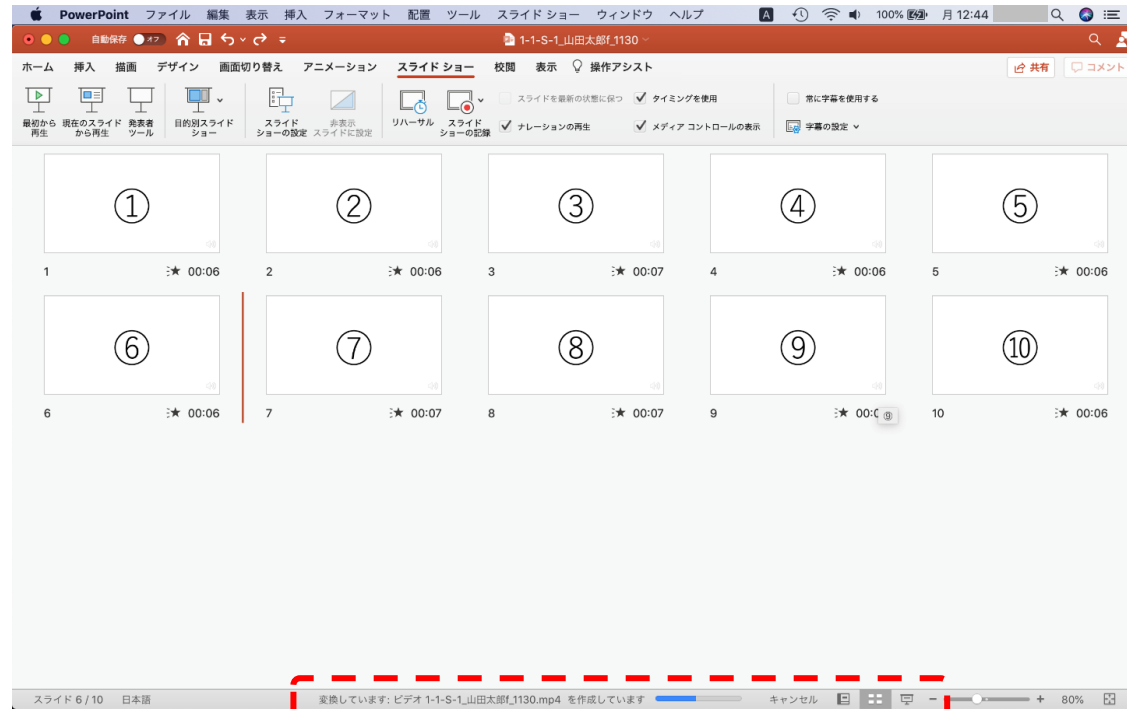 PowerPoint ファイル 編集 表示 挿入 フォーマット 配置 ツール スライド ショー ウィンドウ ヘルプ A 100% 月 12:44
自動保存 オフ 1-1-S-1_山田太郎f_1130
ホーム 挿入 描画 デザイン 画面切り替え アニメーション スライド ショー 校閲 表示 操作アシスト 共有 コメント
最初から
再生
現在のスライド
から再生
発表者
ツール
目的別スライド
ショー
スライド
ショーの設定
非表示
スライドに設定
リハーサル
スライド
ショーの記録
スライドを最新の状態に保つ
ナレーションの再生
タイミングを使用
メディア コントロールの表示
常に字幕を使用する
字幕の設定
① ② ③ ④ ⑤
1 00:06 2 00:06 3 00:07 4 00:06 5 00:06
⑥ ⑦ ⑧ ⑨ ⑩
6 00:06 7 00:07 8 00:07 9 00:0 ⑨ 10 00:06
スライド 6 / 10 日本語 変換しています: ビデオ 1-1-S-1_山田太郎f_1130.mp4 を作成しています キャンセル − + 80%